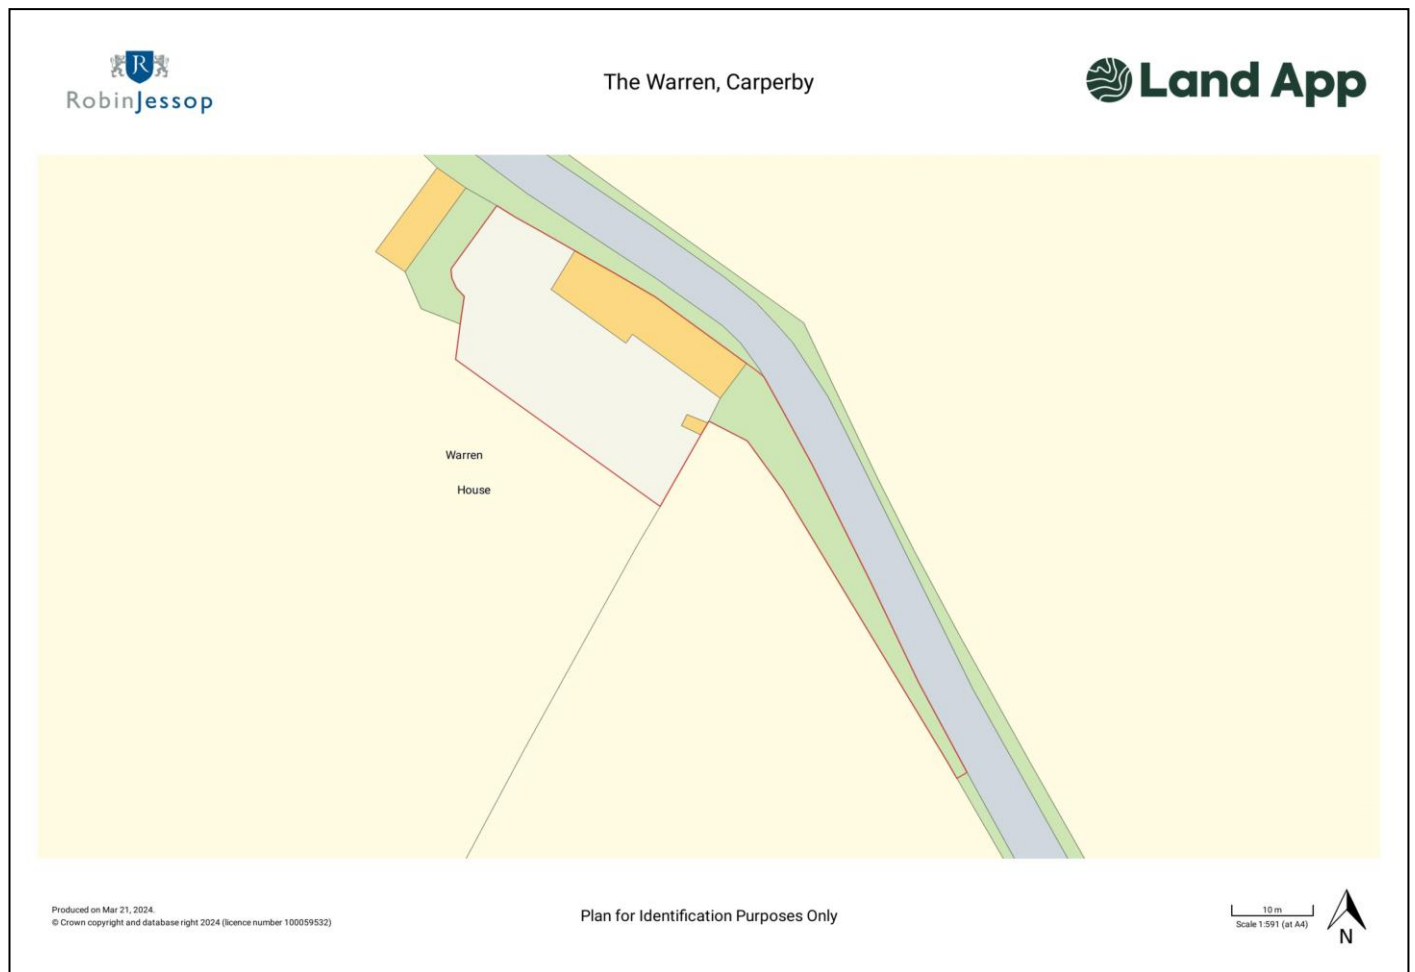 R
RobinJessop
The Warren, Carperby
Land App
Warren
House
Produced on Mar 21, 2024.
© Crown copyright and database right 2024 (licence number 100059532)
Plan for Identification Purposes Only
10 m
Scale 1:591 (at A4)
N